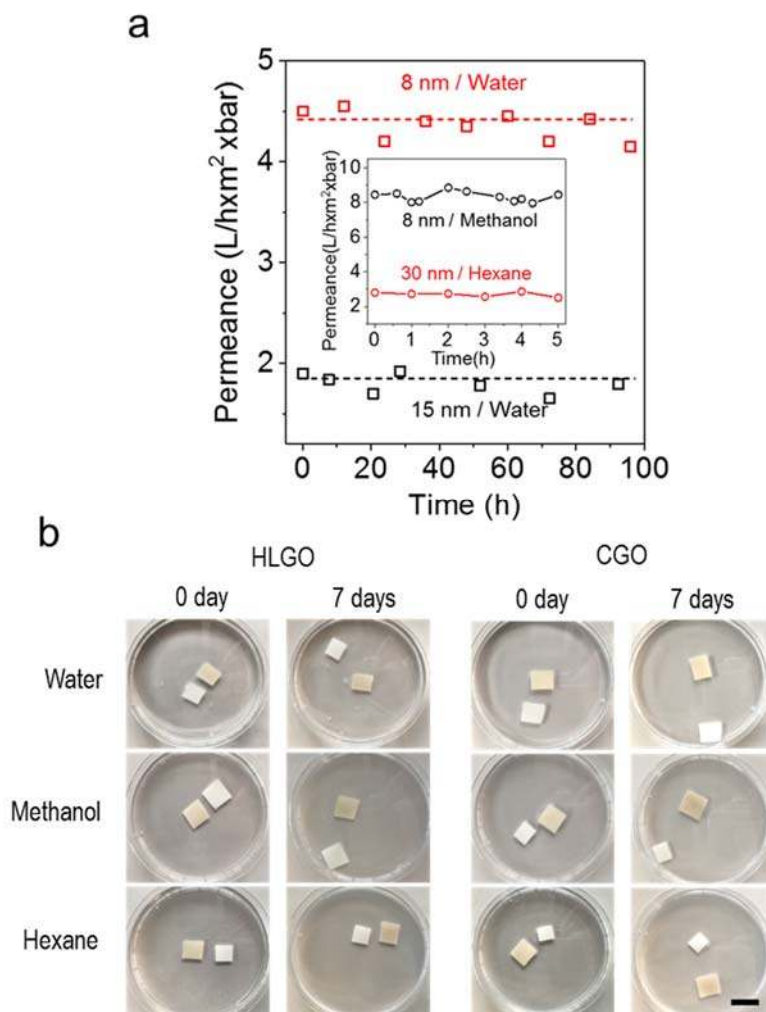 a
5
8 nm / Water
4
3
2
Permeance (L/hxm² xbar)
10
8
6
4
2
8 nm / Methanol
30 nm / Hexane
Permeance(L/hxm²xbar)
0 1 2 3 4 5
Time(h)
15 nm / Water
0 20 40 60 80 100
Time (h)
b
HLGO CGO
0 day 7 days 0 day 7 days
Water
Methanol
Hexane